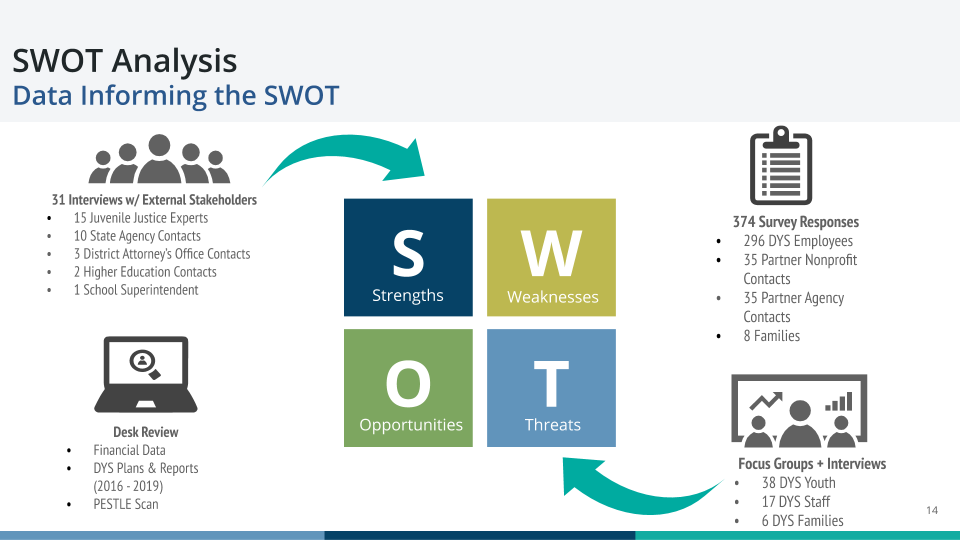 SWOT Analysis
Data Informing the SWOT
31 Interviews w/ External Stakeholders
• 15 Juvenile Justice Experts
• 10 State Agency Contacts
• 3 District Attorney's Office Contacts
• 2 Higher Education Contacts
• 1 School Superintendent
Desk Review
• Financial Data
• DYS Plans & Reports
(2016 - 2019)
• PESTLE Scan
S
Strengths
W
Weaknesses
O
Opportunities
T
Threats
374 Survey Responses
• 296 DYS Employees
• 35 Partner Nonprofit
Contacts
• 35 Partner Agency
Contacts
• 8 Families
Focus Groups + Interviews
• 38 DYS Youth
• 17 DYS Staff
• 6 DYS Families
14